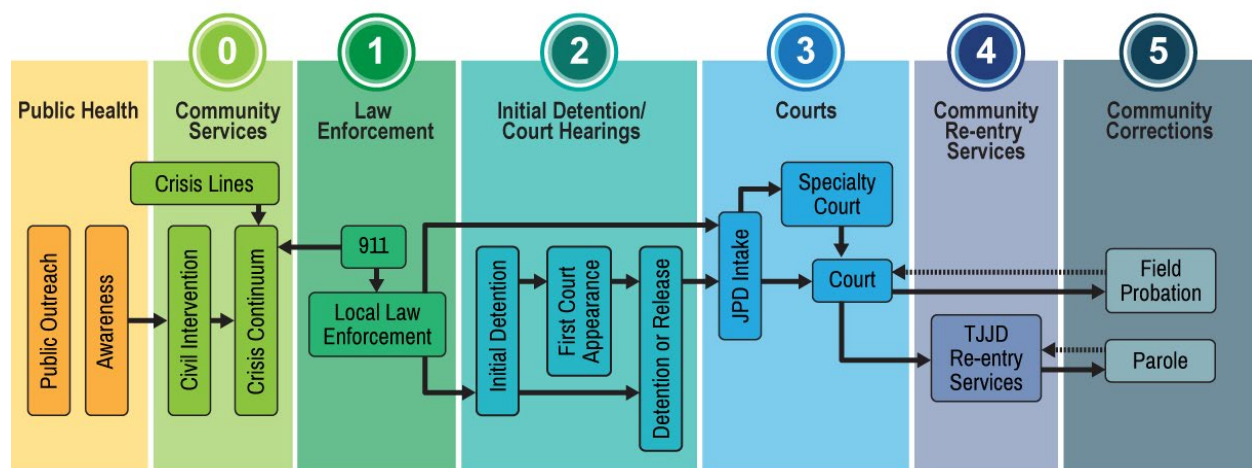 0
1
2
3
4
5
Public Health
Community
Services
Law
Enforcement
Initial Detention/
Court Hearings
Courts
Community
Re-entry
Services
Community
Corrections
Public Outreach
Awareness
Crisis Lines
Civil Intervention
Crisis Continuum
911
Local Law
Enforcement
Initial Detention
First Court
Appearance
Detention or Release
JPD Intake
Specialty
Court
Court
TJJD
Re-entry
Services
Field
Probation
Parole